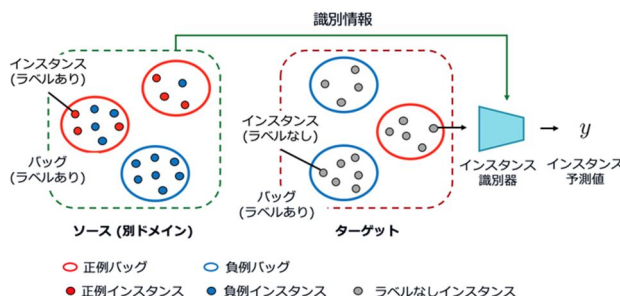 識別情報
インスタンス
(ラベルあり)
バッグ
(ラベルあり)
ソース (別ドメイン)
インスタンス
(ラベルなし)
バッグ
(ラベルあり)
ターゲット
インスタンス
識別器
y
インスタンス
予測値
正例バッグ
負例バッグ
正例インスタンス
負例インスタンス
ラベルなしインスタンス